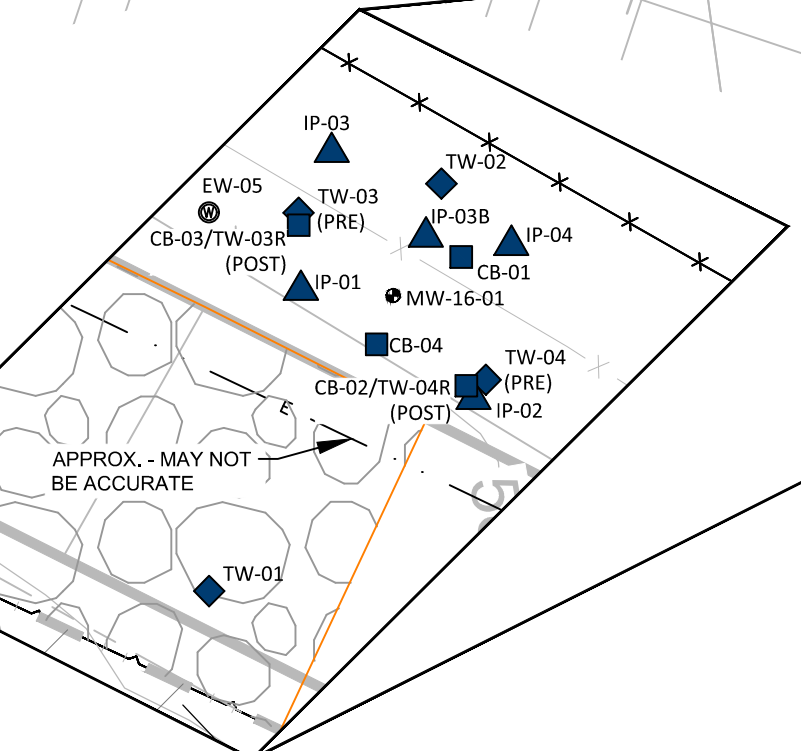 IP-03
TW-02
EW-05
TW-03
(PRE)
IP-03B
IP-04
CB-03/TW-03R
(POST)
CB-01
IP-01
MW-16-01
CB-04
TW-04
(PRE)
CB-02/TW-04R
(POST)
IP-02
E
APPROX. - MAY NOT
BE ACCURATE
TW-01